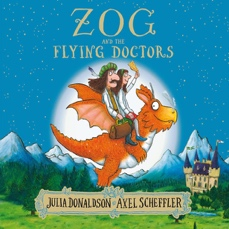 ZOG
AND THE
FLYING DOCTORS
JULIA DONALDSON AXEL SCHEFFLER